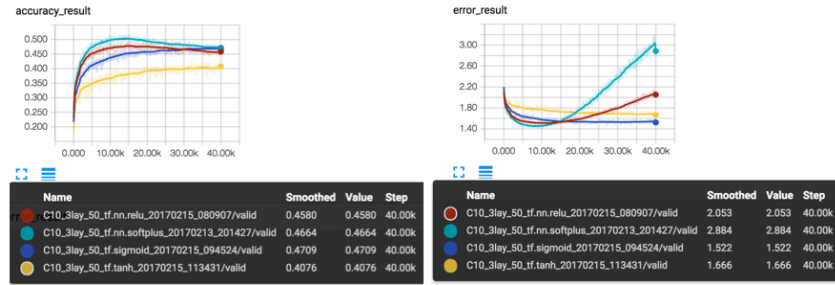 accuracy_result
0.500
0.450
0.400
0.350
0.300
0.250
0.200
0.000 10.00k 20.00k 30.00k 40.00k
Name Smoothed Value Step
C10_3lay_50_tf.nn.relu_20170215_080907/valid 0.4580 0.4580 40.00k
C10_3lay_50_tf.nn.softplus_20170213_201427/valid 0.4664 0.4664 40.00k
C10_3lay_50_tf.sigmoid_20170215_094524/valid 0.4709 0.4709 40.00k
C10_3lay_50_tf.tanh_20170215_113431/valid 0.4076 0.4076 40.00k
error_result
error_result
3.00
2.60
2.20
1.80
1.40
0.000 10.00k 20.00k 30.00k 40.00k
Name Smoothed Value Step
C10_3lay_50_tf.nn.relu_20170215_080907/valid 2.053 2.053 40.00k
C10_3lay_50_tf.nn.softplus_20170213_201427/valid 2.884 2.884 40.00k
C10_3lay_50_tf.sigmoid_20170215_094524/valid 1.522 1.522 40.00k
C10_3lay_50_tf.tanh_20170215_113431/valid 1.666 1.666 40.00k